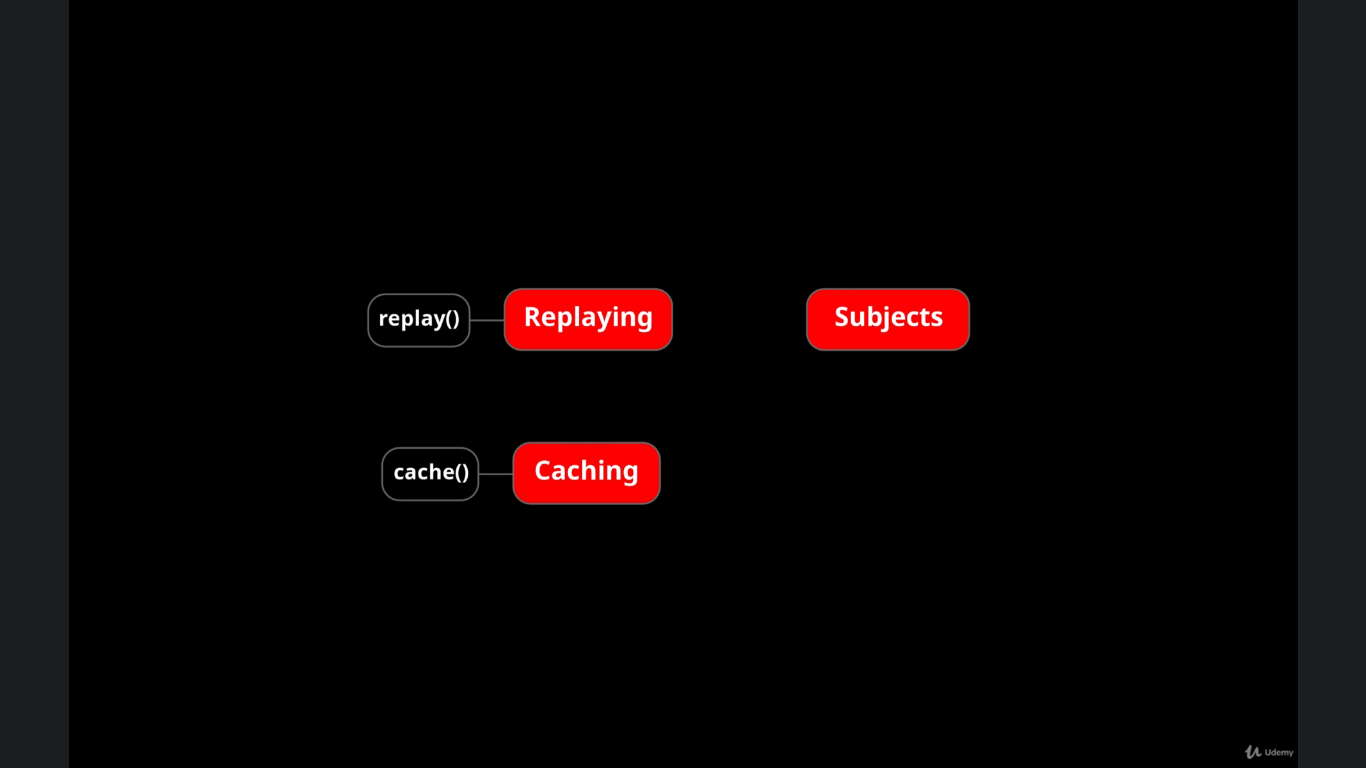 replay()
Replaying
Subjects
cache()
Caching
Udemy